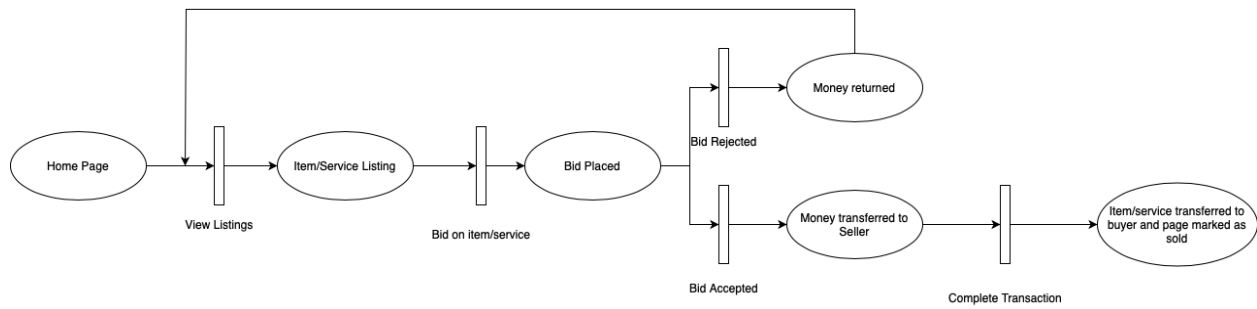 Money returned
Bid Rejected
Home Page
Item/Service Listing
Bid Placed
View Listings
Bid on item/service
Money transferred to
Seller
Item/service transferred to
buyer and page marked as
sold
Bid Accepted
Complete Transaction